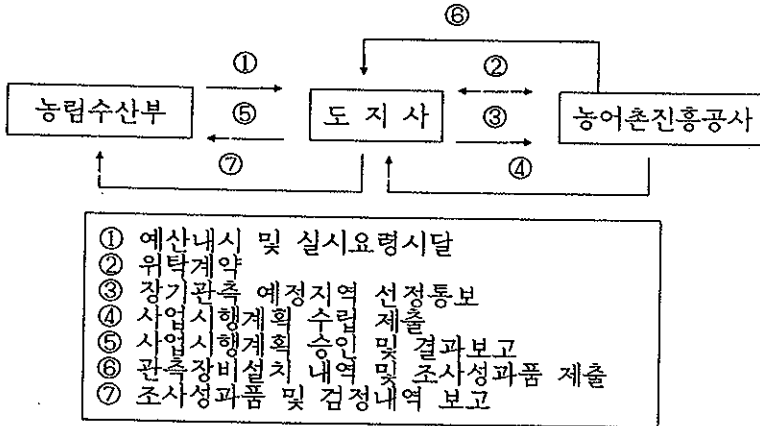 ⑥
① ②
농림수산부 ⑤ 도 지 사 ③ 농어촌진흥공사
⑦ ④
① 예산내시 및 실시요령시달
② 위탁계약
③ 장기관측 예정지역 선정통보
④ 사업시행계획 수립 제출
⑤ 사업시행계획 승인 및 결과보고
⑥ 관측장비설치 내역 및 조사성과품 제출
⑦ 조사성과품 및 검정내역 보고